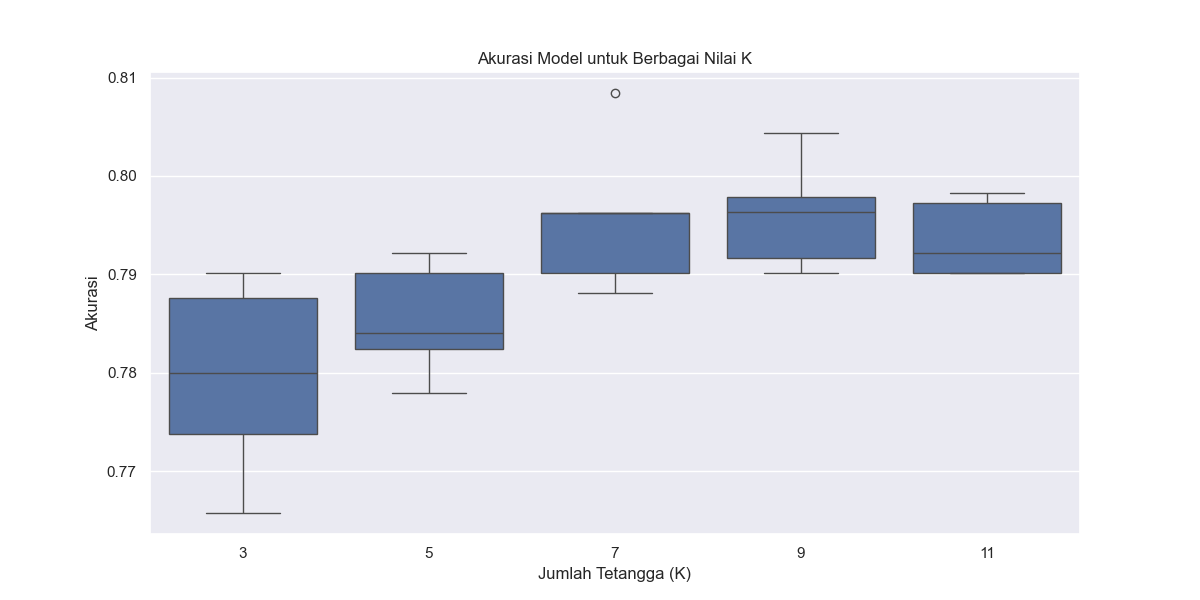 Akurasi Model untuk Berbagai Nilai K
0.81
0.80
0.79
0.78
0.77
Akurasi
3 5 7 9 11
Jumlah Tetangga (K)